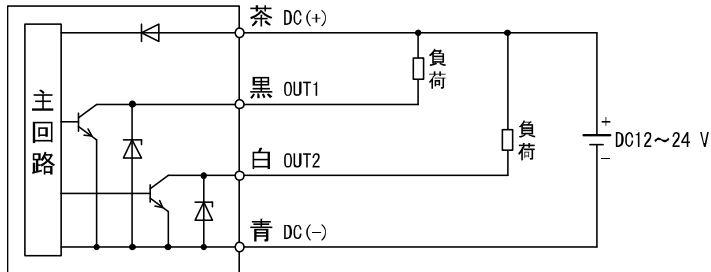 茶 DC(+)
主回路
黒 OUT1
負荷
白 OUT2
負荷
+
DC12～24 V
−
青 DC(−)